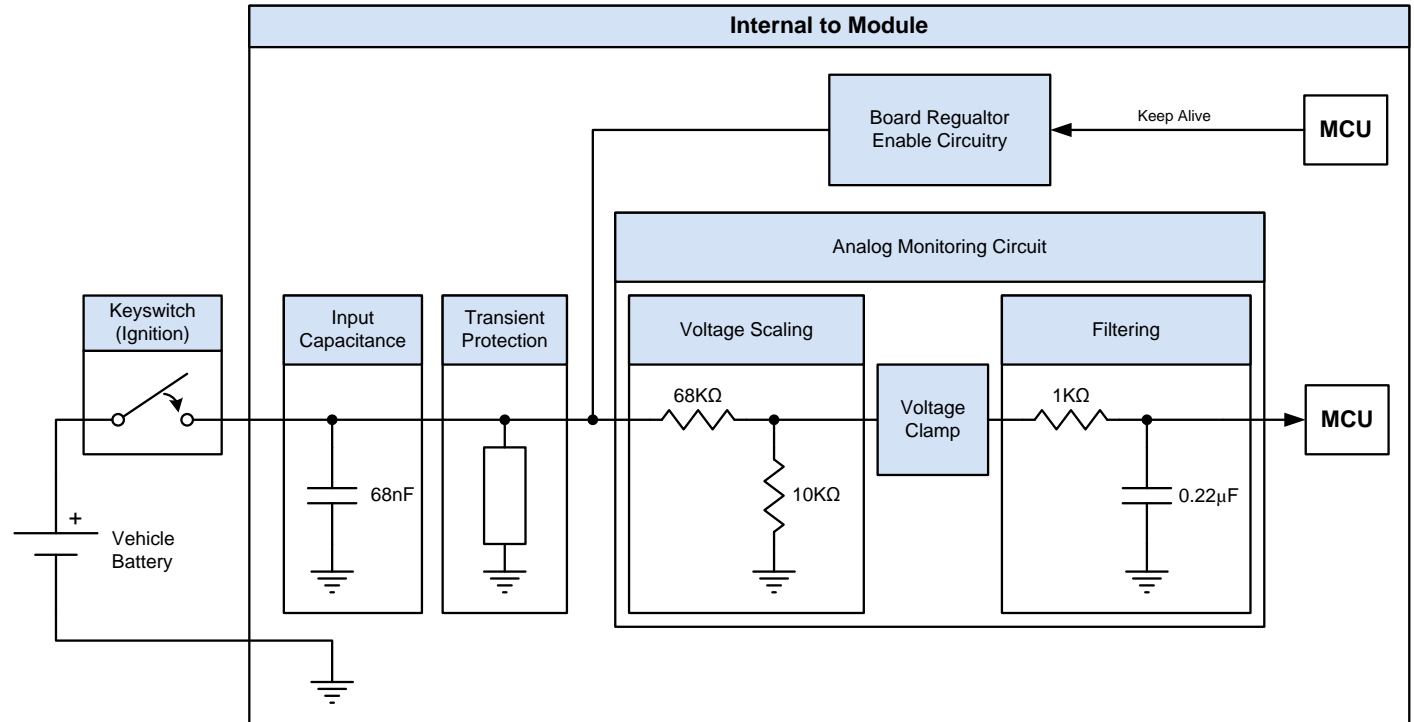 Internal to Module
Board Regualtor
Enable Circuitry
Keep Alive
MCU
Analog Monitoring Circuit
Keyswitch
(Ignition)
Input
Capacitance
Transient
Protection
Voltage Scaling
Filtering
68KΩ
Voltage
Clamp
1KΩ
MCU
68nF
10KΩ
0.22μF
+
Vehicle
Battery